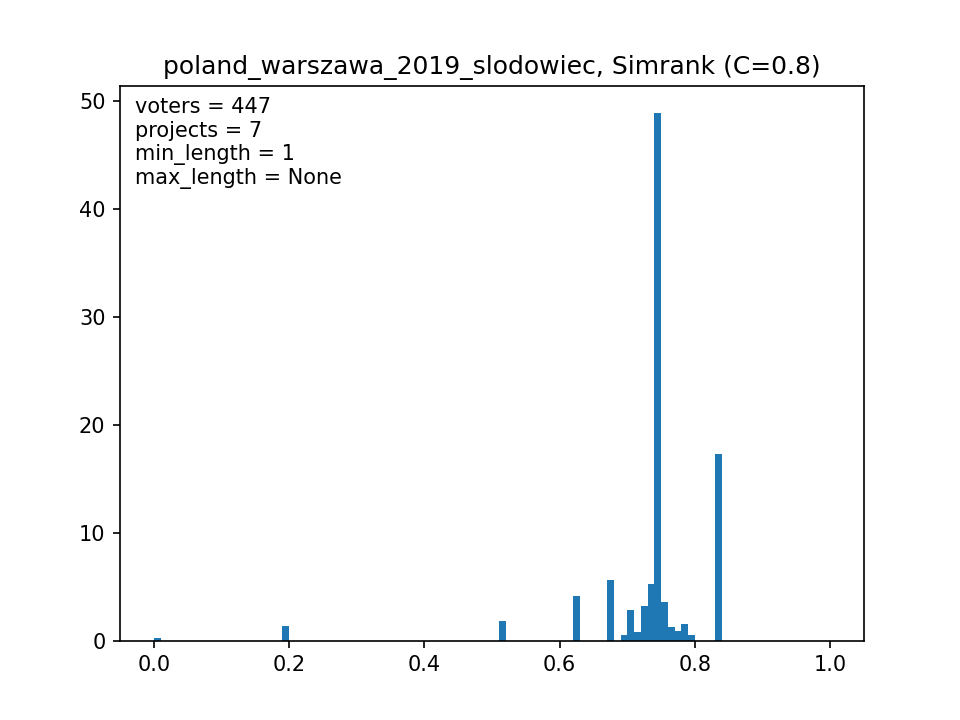 poland_warszawa_2019_slodowiec, Simrank (C=0.8)
voters = 447
projects = 7
min_length = 1
max_length = None
50
40
30
20
10
0
0.0 0.2 0.4 0.6 0.8 1.0